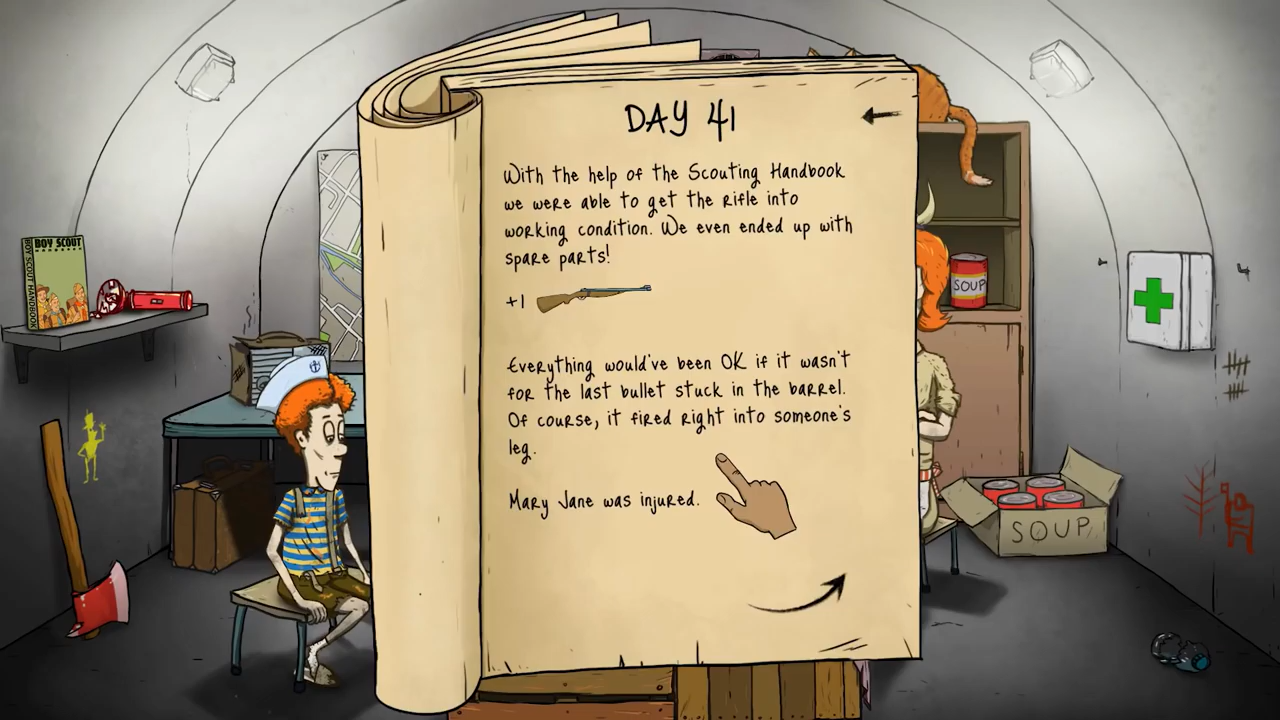 DAY 41
With the help of the Scouting Handbook
we were able to get the rifle into
working condition. We even ended up with
spare parts!
+1
Everything would've been OK if it wasn't
for the last bullet stuck in the barrel.
Of course, it fired right into someone's
leg.
Mary Jane was injured.
BOY SCOUT
BOY SCOUT HANDBOOK
SOUP
SOUP